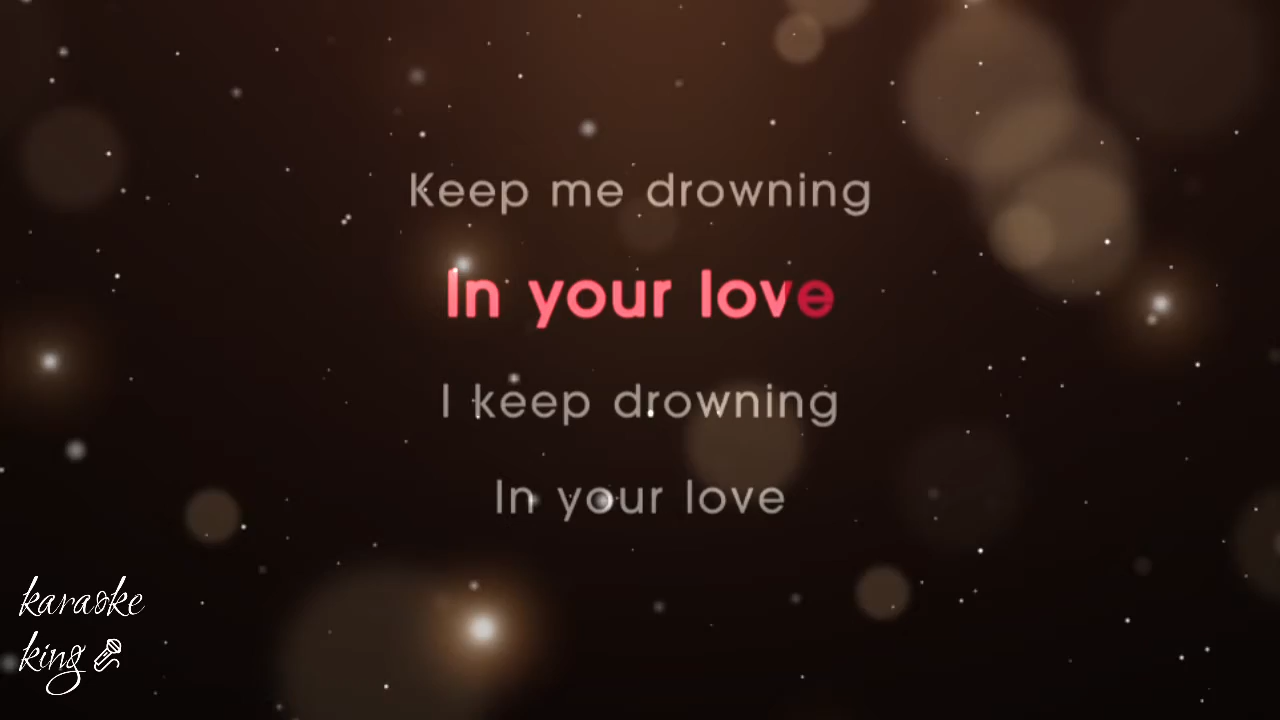 Keep me drowning
In your love
I keep drowning
In your love
karaoke
king